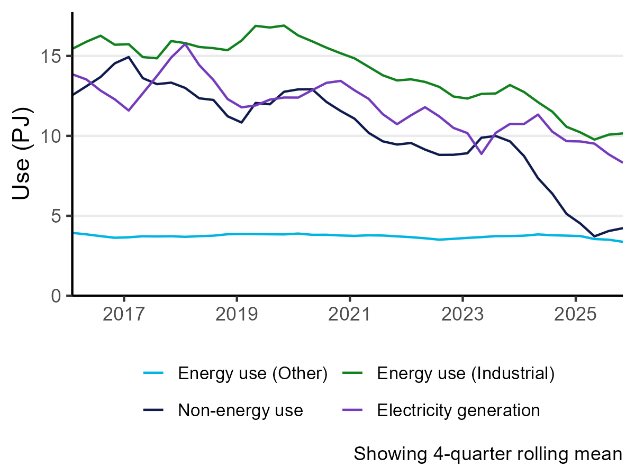 Use (PJ)
15
10
5
0
2017 2019 2021 2023 2025
Energy use (Other) Energy use (Industrial)
Non-energy use Electricity generation
Showing 4-quarter rolling mean